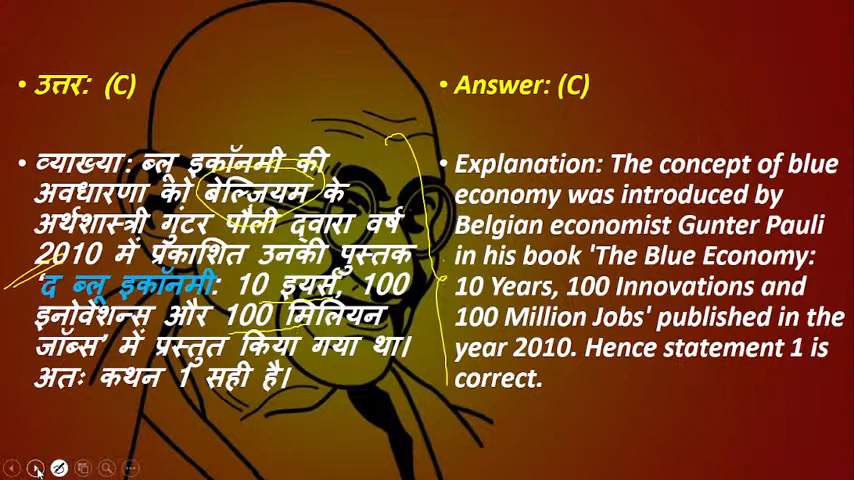 • उत्तर: (C)
• व्याख्या: ब्लू इकॉनमी की
अवधारणा को बेल्जियम के
अर्थशास्त्री गुंटर पौली द्वारा वर्ष
2010 में प्रकाशित उनकी पुस्तक
‘द ब्लू इकॉनमी: 10 इयर्स, 100
इनोवेशन्स और 100 मिलियन
जॉब्स’ में प्रस्तुत किया गया था।
अतः कथन 1 सही है।
• Answer: (C)
• Explanation: The concept of blue
economy was introduced by
Belgian economist Gunter Pauli
in his book 'The Blue Economy:
10 Years, 100 Innovations and
100 Million Jobs' published in the
year 2010. Hence statement 1 is
correct.